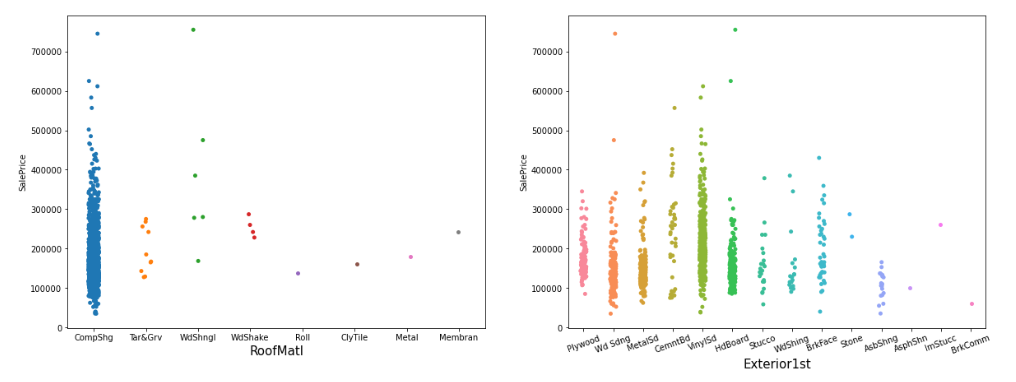 SalePrice
700000
600000
500000
400000
300000
200000
100000
0
CompShg Tar&Grv WdShngl WdShake Roll ClyTile Metal Membran
RoofMatl
SalePrice
700000
600000
500000
400000
300000
200000
100000
0
Plywood Wd Sdng MetalSd CemntBd VinylSd HdBoard Stucco WdShing BrkFace Stone AsbShng AsphShn ImStucc BrkComm
Exterior1st